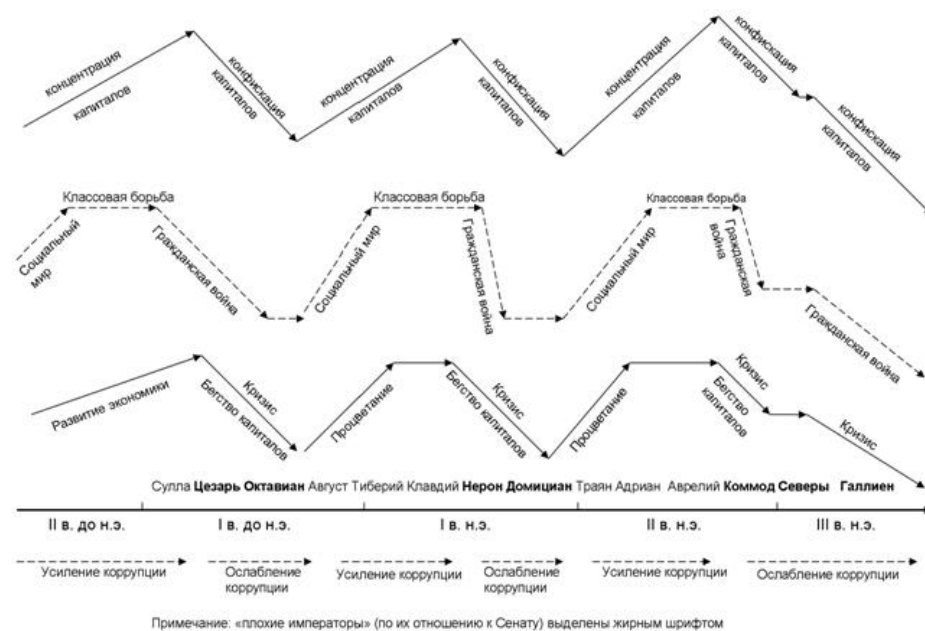 концентрация
капиталов
конфискация
капиталов
концентрация
капиталов
конфискация
капиталов
концентрация
капиталов
конфискация
капиталов
конфискация
капиталов
Социальный
мир
Классовая борьба
Гражданская война
Социальный мир
Классовая борьба
Гражданская война
Социальный мир
Классовая борьба
Гражданская
война
Гражданская война
Развитие экономики
Кризис
Бегство капиталов
Процветание
Кризис
Бегство капиталов
Процветание
Кризис
Бегство
капиталов
Кризис
Сулла Цезарь Октавиан Август Тиберий Клавдий Нерон Домициан Траян Адриан Аврелий Коммод Северы Галлиен
II в. до н.э. I в. до н.э. I в. н.э. II в. н.э. III в. н.э.
Усиление коррупции
Ослабление
коррупции
Усиление коррупции
Ослабление
коррупции
Усиление коррупции
Ослабление коррупции
Примечание: «плохие императоры» (по их отношению к Сенату) выделены жирным шрифтом